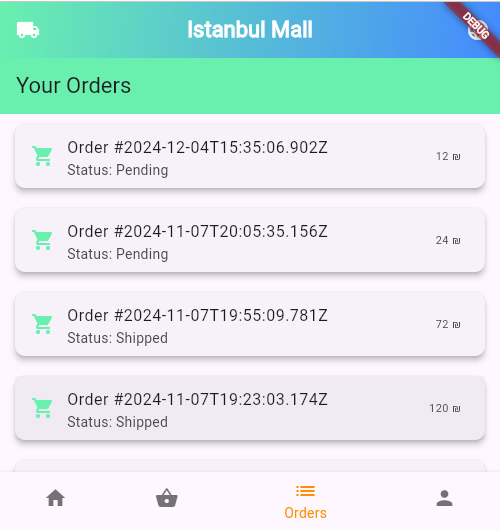 Istanbul Mall
DEBUG
Your Orders
Order #2024-12-04T15:35:06.902Z
12 ₪
Status: Pending
Order #2024-11-07T20:05:35.156Z
24 ₪
Status: Pending
Order #2024-11-07T19:55:09.781Z
72 ₪
Status: Shipped
Order #2024-11-07T19:23:03.174Z
120 ₪
Status: Shipped
Orders